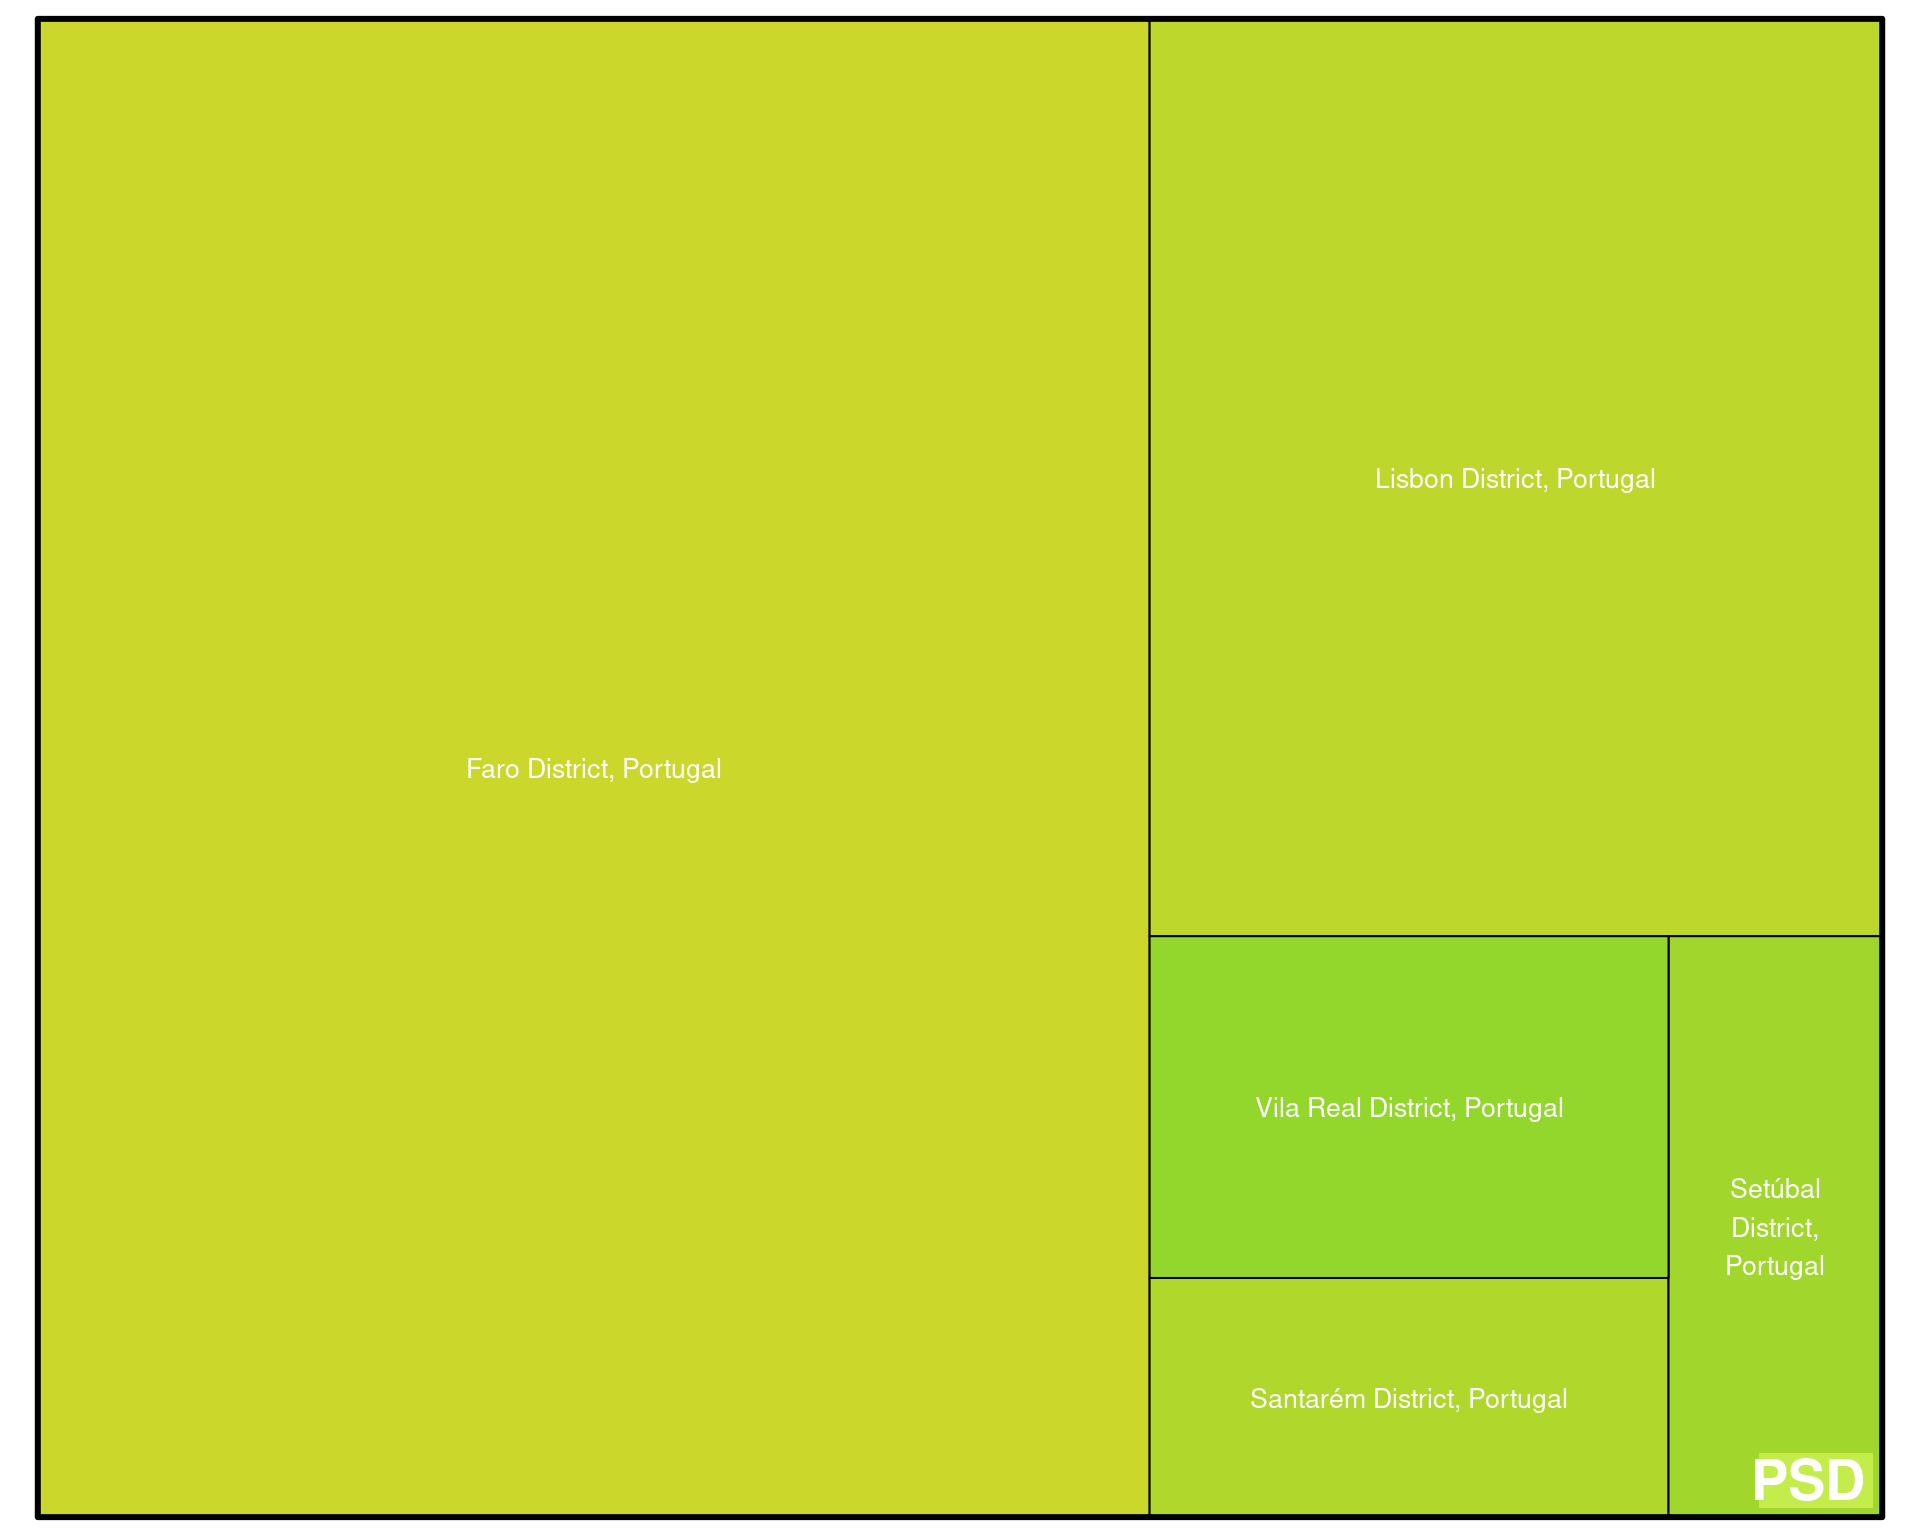 Faro District, Portugal
Lisbon District, Portugal
Vila Real District, Portugal
Setúbal
District,
Portugal
Santarém District, Portugal
PSD